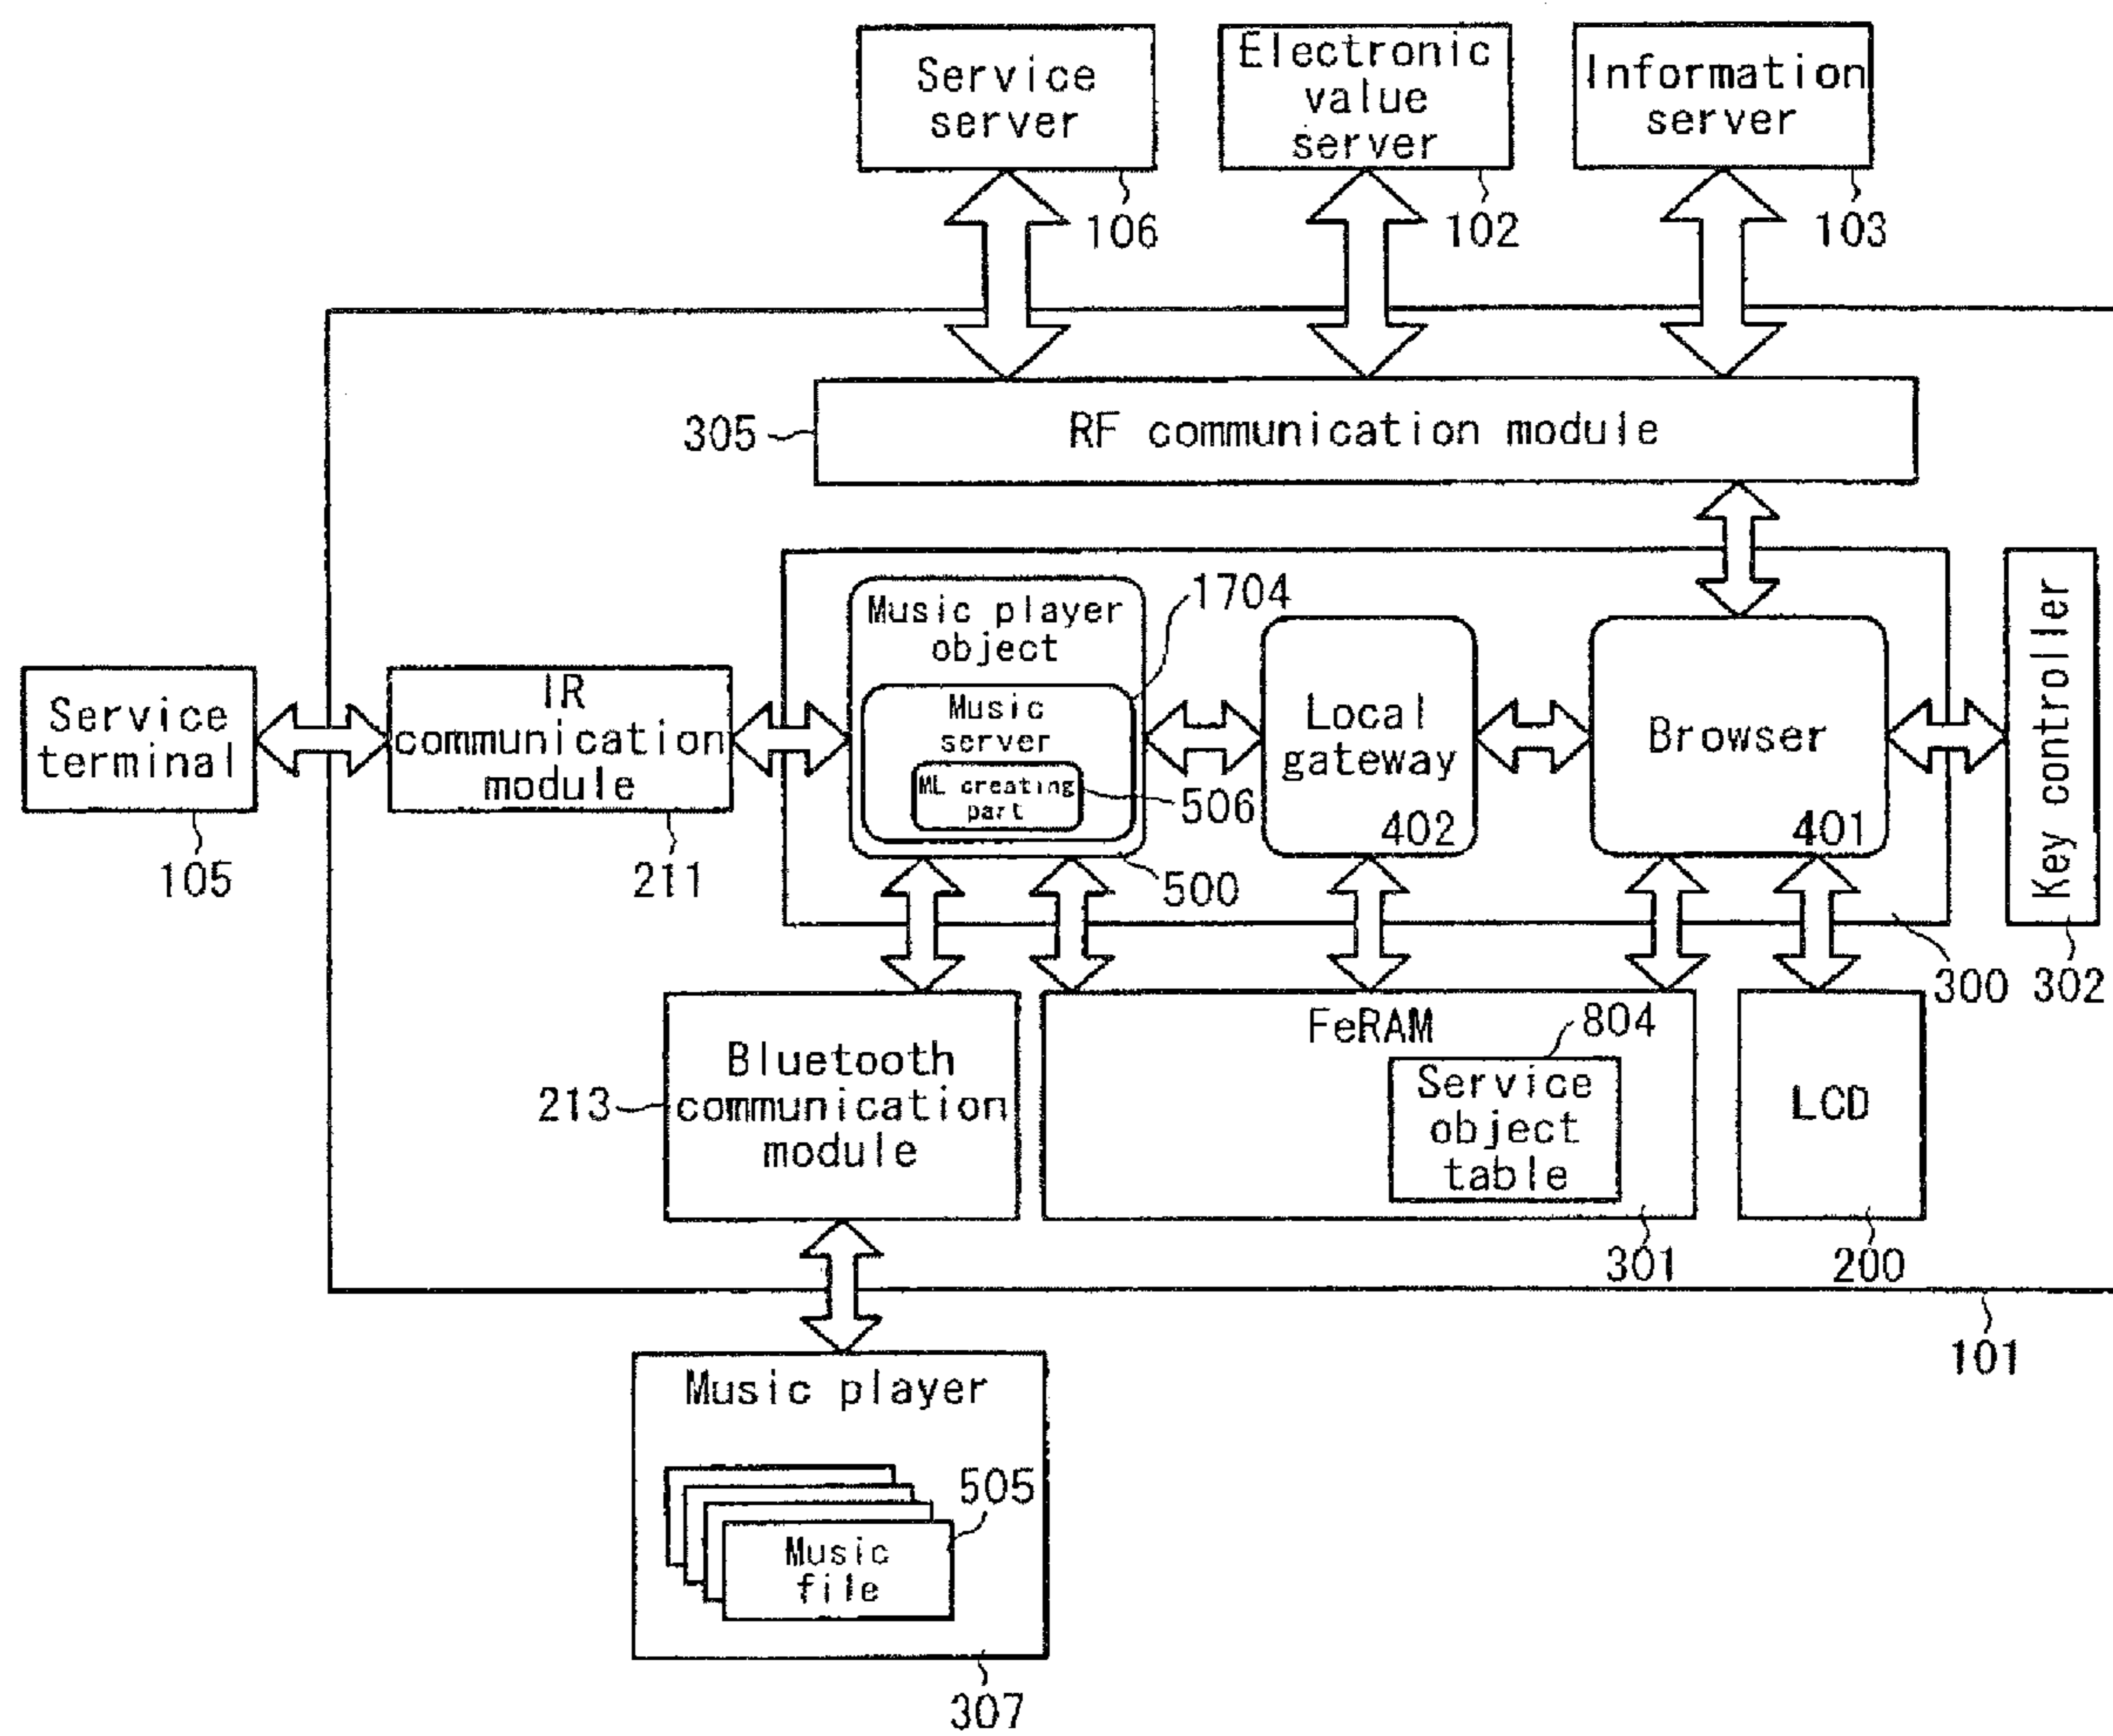 Service
server
106
Electronic
value
server
102
Information
server
103
305
RF communication module
Service
terminal
105
IR
communication
module
211
Music player
object
1704
Music
server
ML creating
part
506
500
Local
gateway
402
Browser
401
Key controller
302
300
213
Bluetooth
communication
module
FeRAM
804
Service
object
table
301
LCD
200
101
Music player
505
Music
file
307